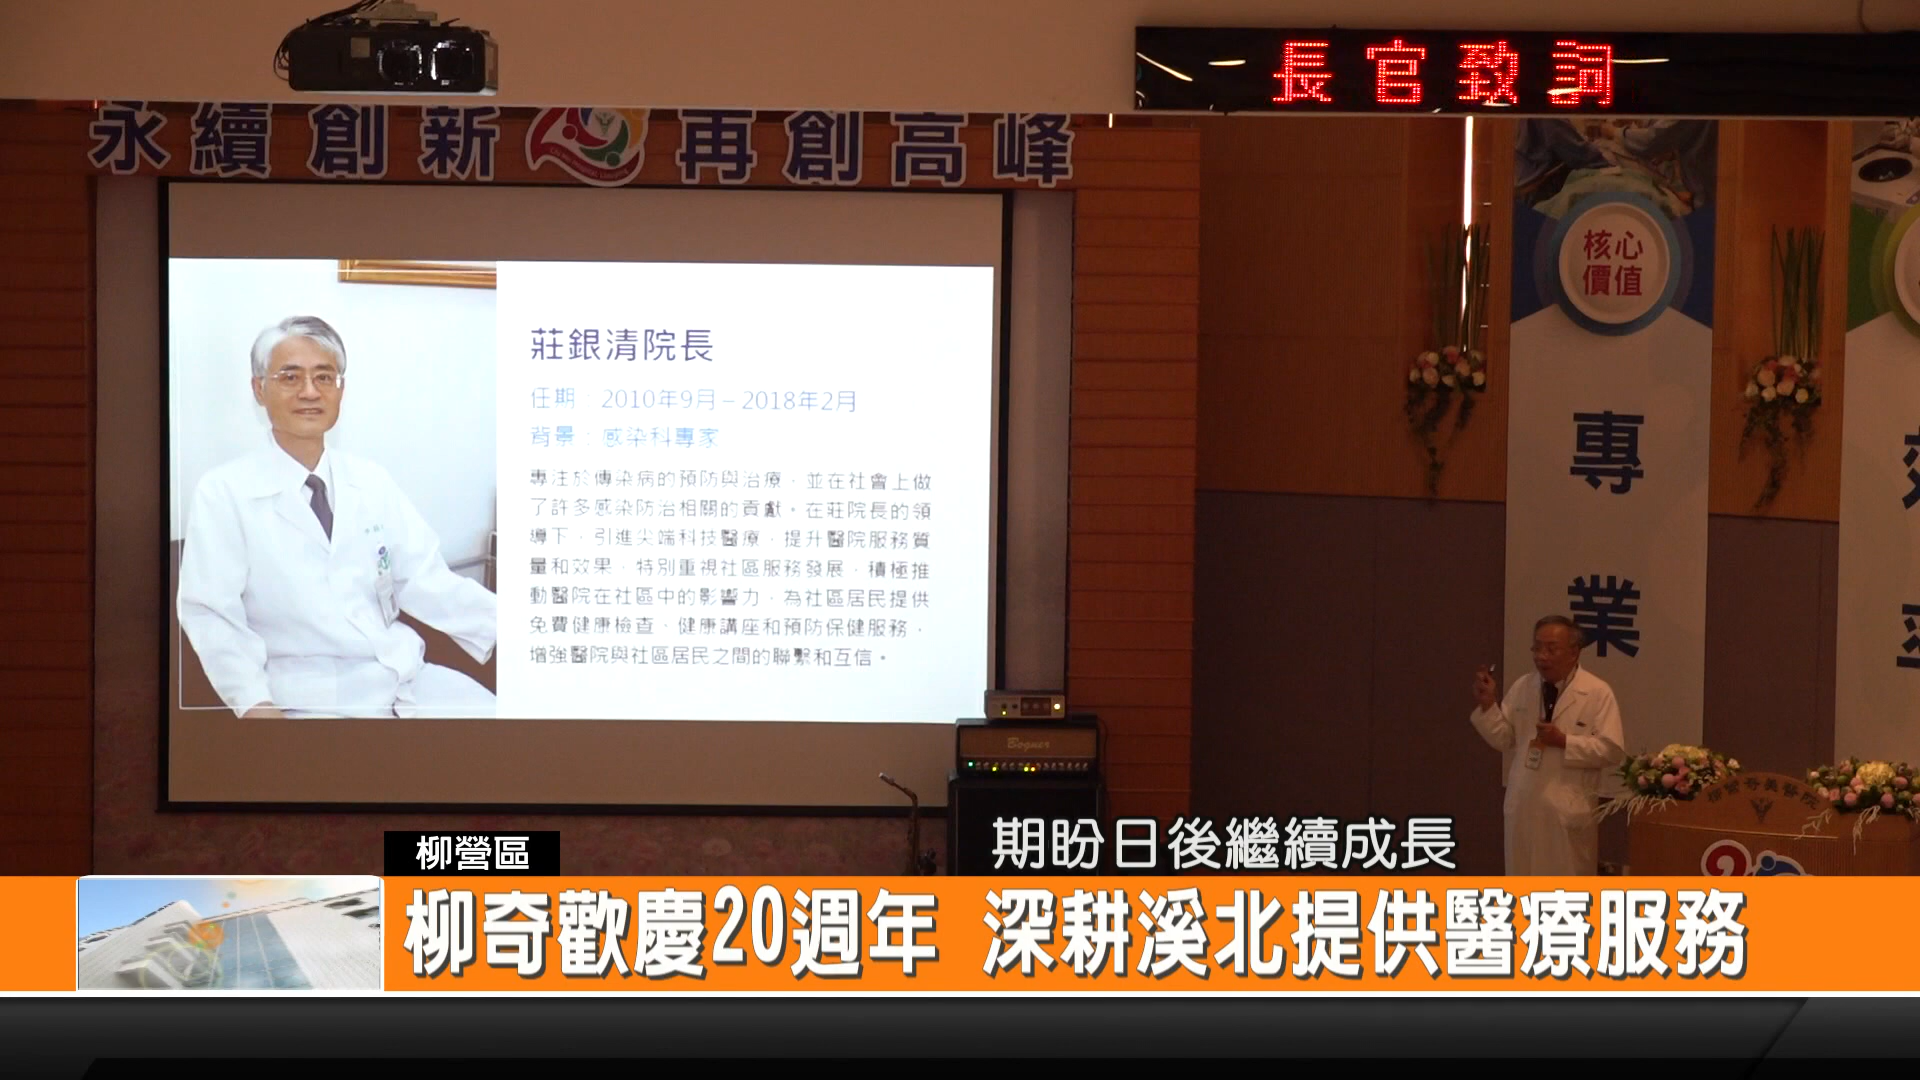 長官致詞
永續創新 再創高峰
核心
價值
專業
莊銀清院長
任期：2010年9月－2018年2月
背景：感染科專家
專注於傳染病的預防與治療，並在社會上做
了許多感染防治相關的貢獻。在莊院長的領
導下，引進尖端科技醫療，提升醫院服務質
量和效果，特別重視社區服務發展，積極推
動醫院在社區中的影響力，為社區居民提供
免費健康檢查、健康講座和預防保健服務，
增強醫院與社區居民之間的聯繫和互信。
Bogner
柳營奇美醫院
期盼日後繼續成長
柳營區
柳奇歡慶20週年 深耕溪北提供醫療服務